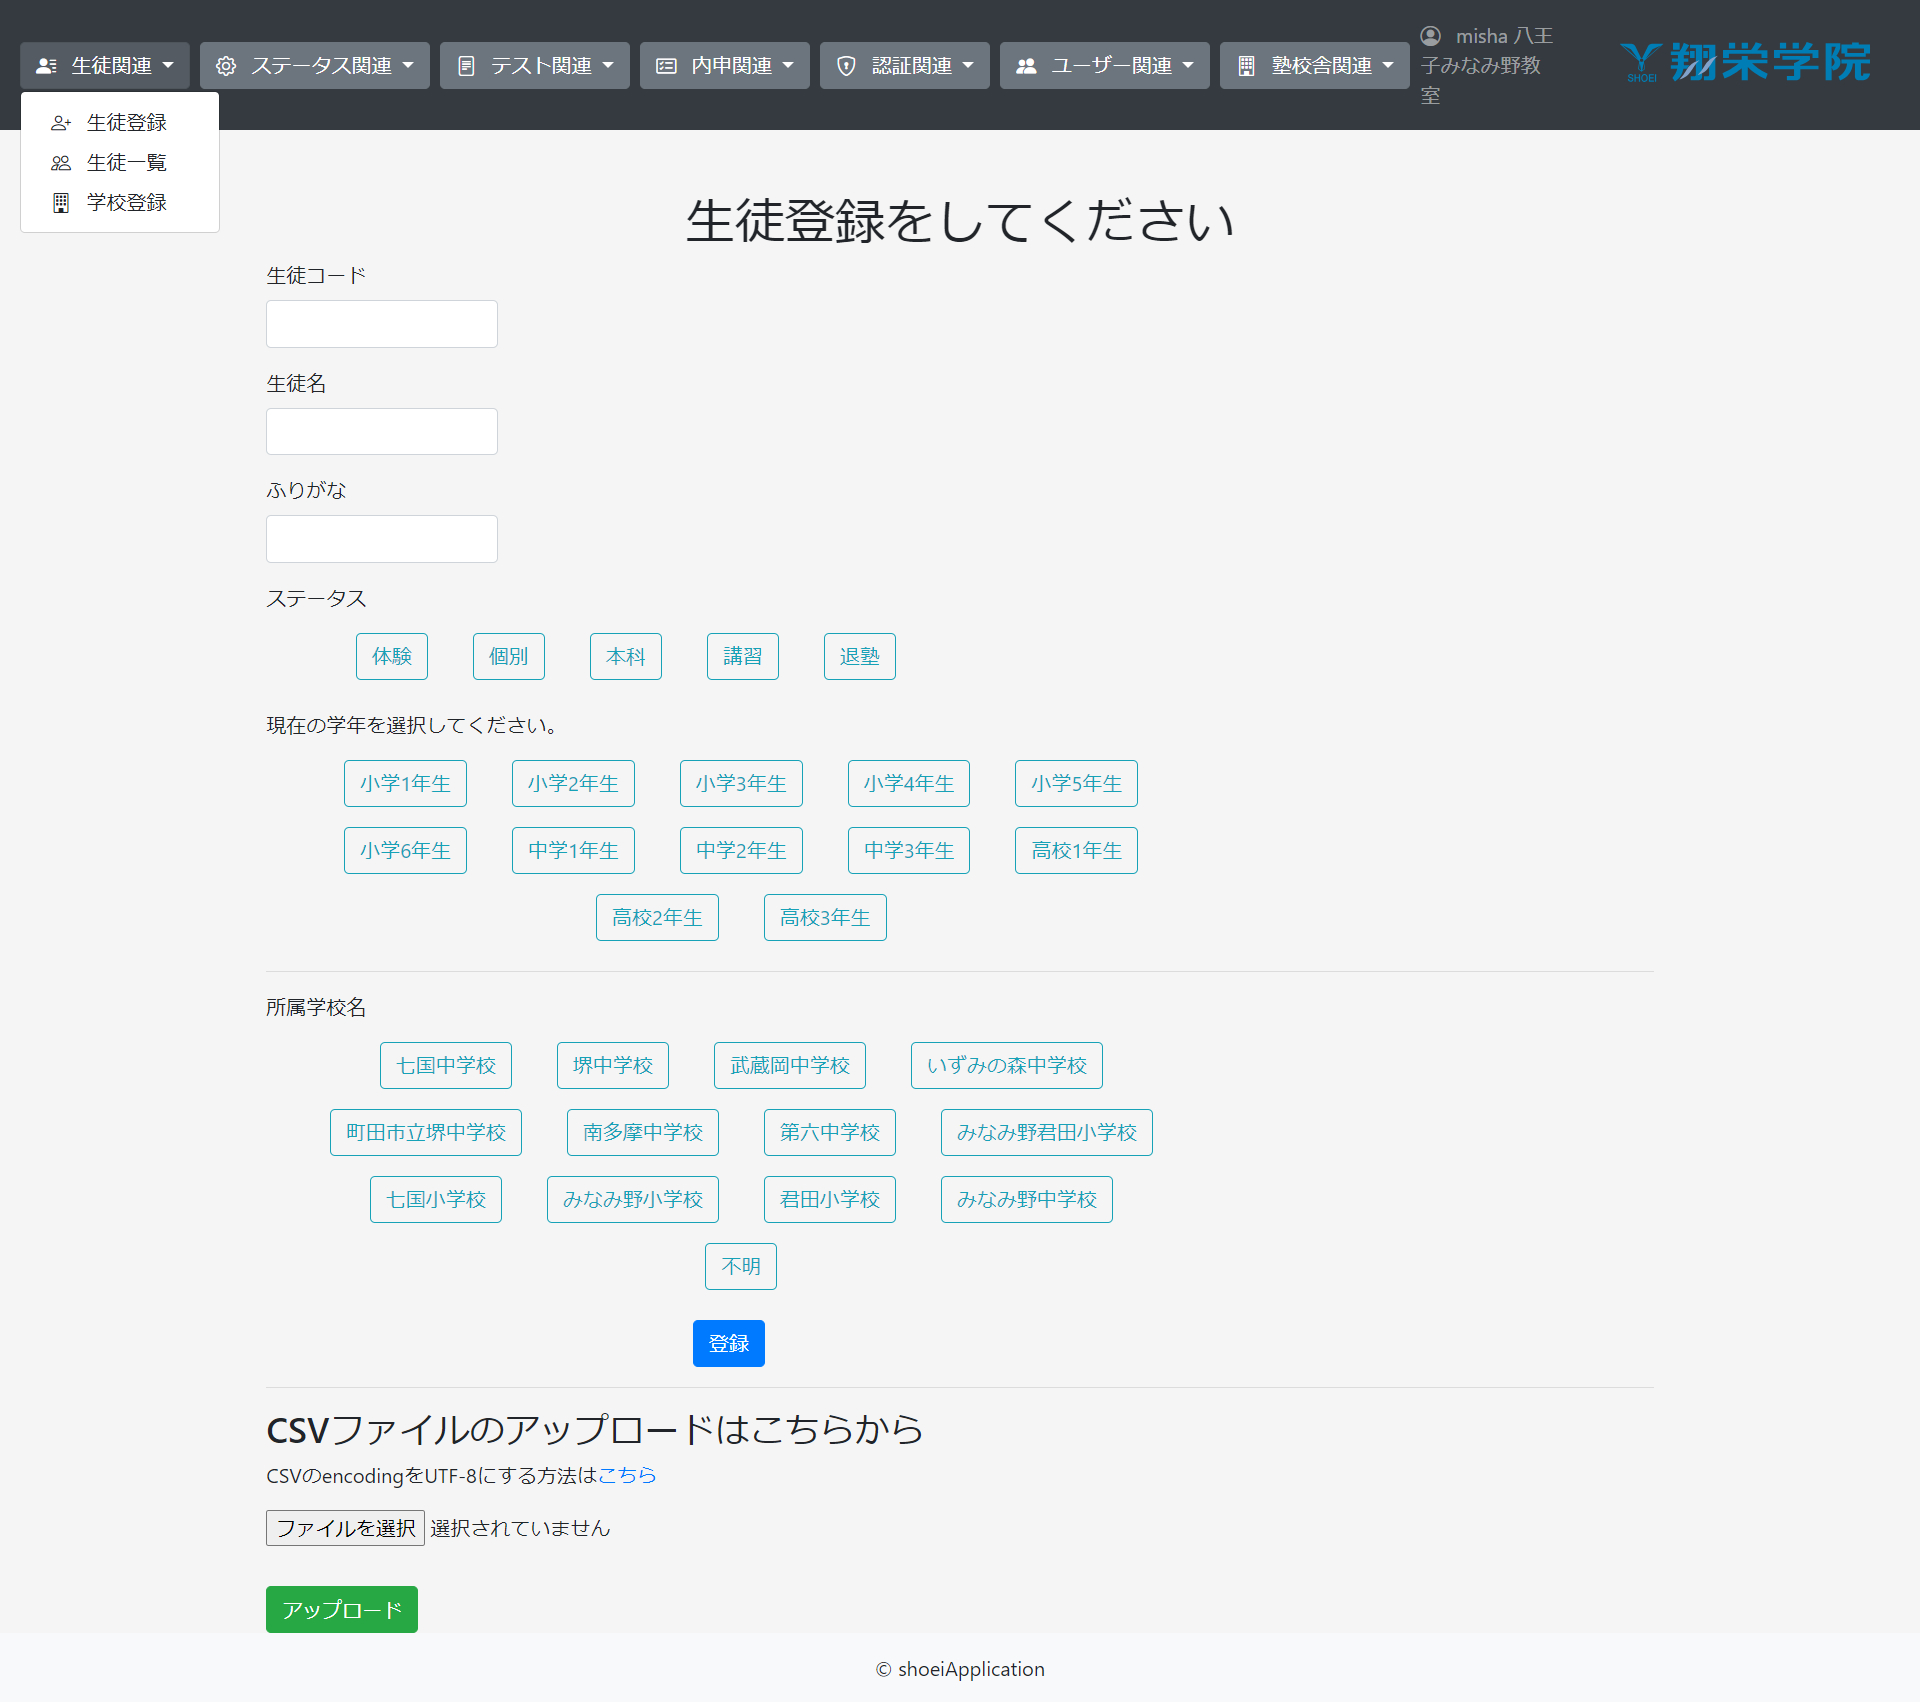 生徒関連 ステータス関連 テスト関連 内申関連 認証関連 ユーザー関連 塾校舎関連
misha 八王
子みなみ野教
室
SHOEI 翔栄学院
生徒登録
生徒一覧
学校登録
生徒登録をしてください
生徒コード
生徒名
ふりがな
ステータス
体験 個別 本科 講習 退塾
現在の学年を選択してください。
小学1年生 小学2年生 小学3年生 小学4年生 小学5年生
小学6年生 中学1年生 中学2年生 中学3年生 高校1年生
高校2年生 高校3年生
所属学校名
七国中学校 堺中学校 武蔵岡中学校 いずみの森中学校
町田市立堺中学校 南多摩中学校 第六中学校 みなみ野君田小学校
七国小学校 みなみ野小学校 君田小学校 みなみ野中学校
不明
登録
CSVファイルのアップロードはこちらから
CSVのencodingをUTF-8にする方法はこちら
ファイルを選択 選択されていません
アップロード
© shoeiApplication